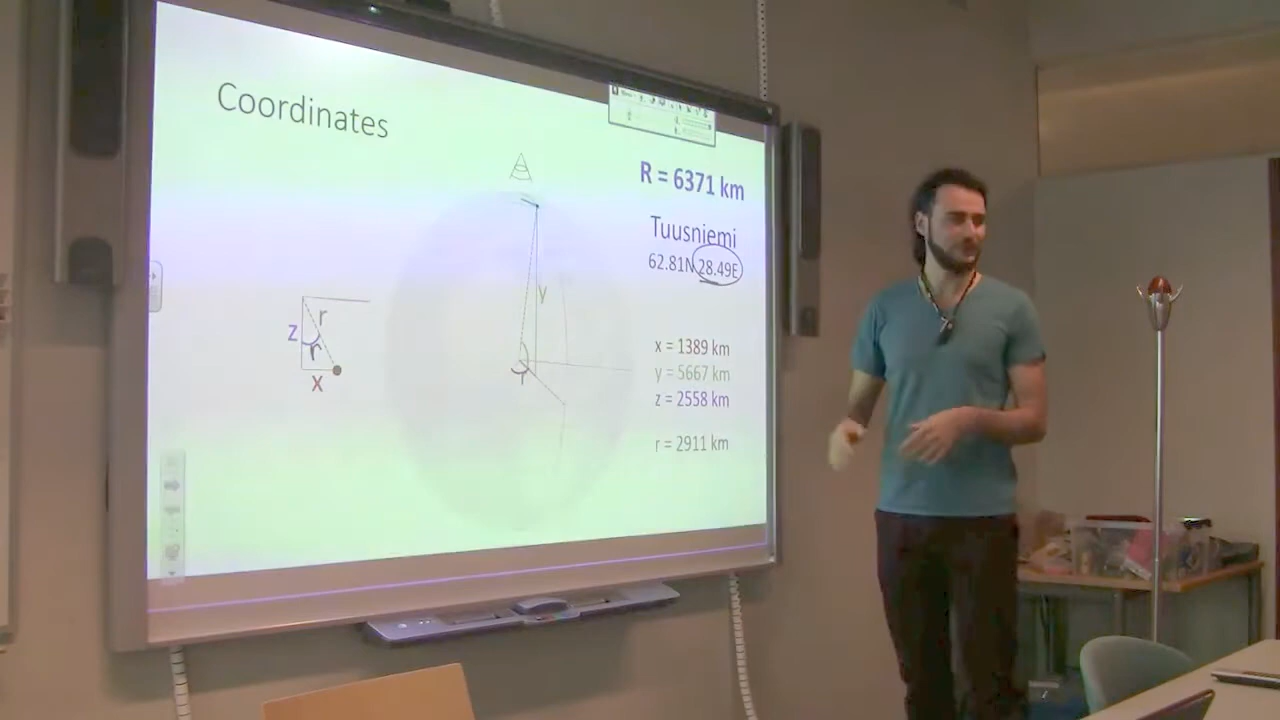 Coordinates
R = 6371 km
Tuusniemi
62.81N 28.49E
y
r
z
r
x
x = 1389 km
y = 5667 km
z = 2558 km
r = 2911 km